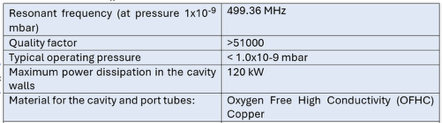 Resonant frequency (at pressure 1x10-9 mbar) 499.36 MHz
Quality factor >51000
Typical operating pressure < 1.0x10-9 mbar
Maximum power dissipation in the cavity walls 120 kW
Material for the cavity and port tubes: Oxygen Free High Conductivity (OFHC) Copper